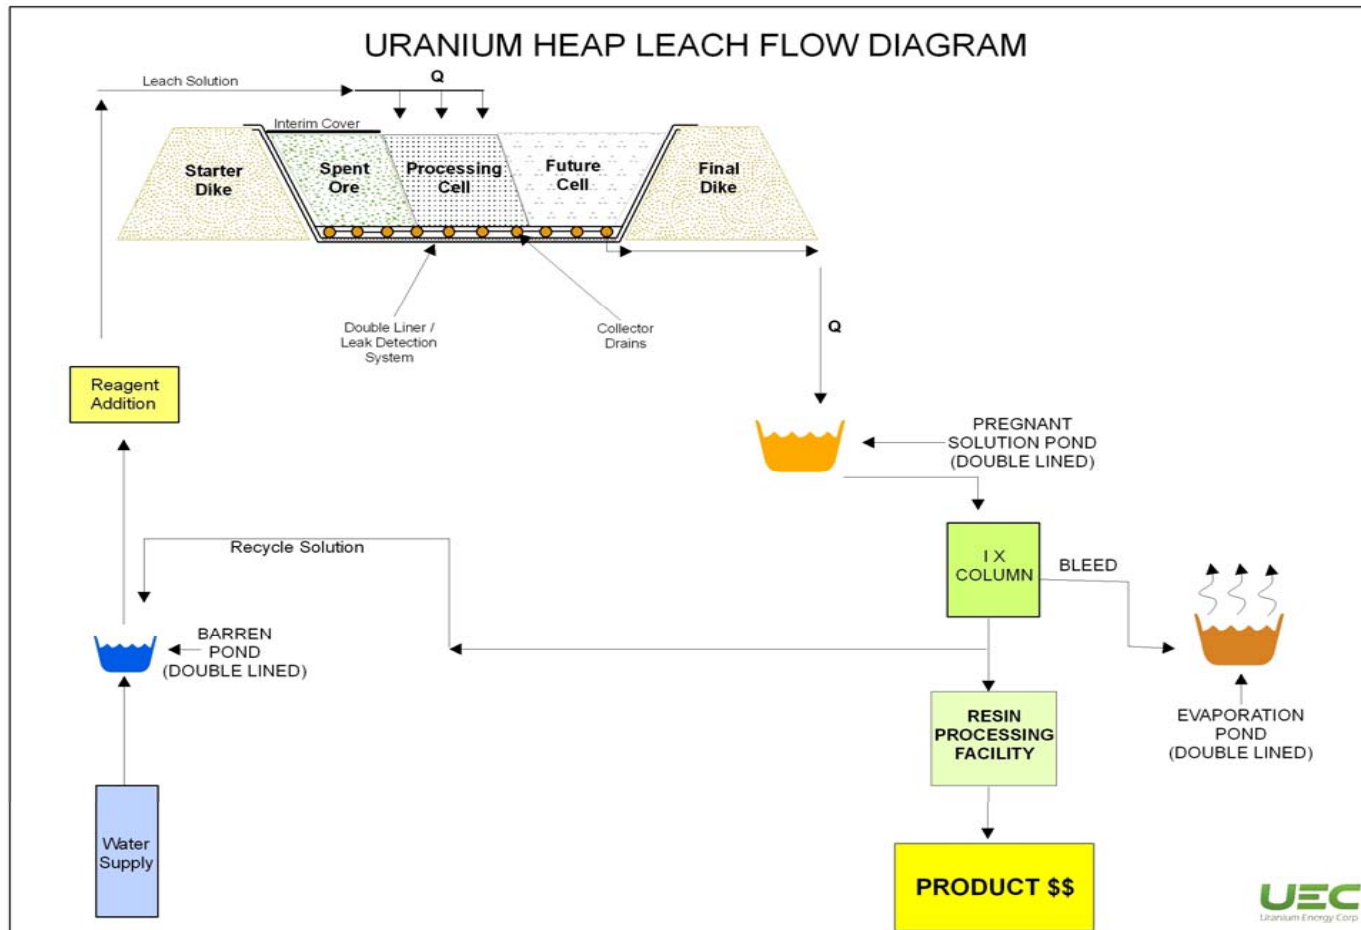 URANIUM HEAP LEACH FLOW DIAGRAM
Leach Solution
Q
Interim Cover
Starter
Dike
Spent
Ore
Processing
Cell
Future
Cell
Final
Dike
Double Liner /
Leak Detection
System
Collector
Drains
Q
Reagent
Addition
PREGNANT
SOLUTION POND
(DOUBLE LINED)
Recycle Solution
I X
COLUMN
BLEED
BARREN
POND
(DOUBLE LINED)
RESIN
PROCESSING
FACILITY
EVAPORATION
POND
(DOUBLE LINED)
Water
Supply
PRODUCT $$
UEC
Uranium Energy Corp